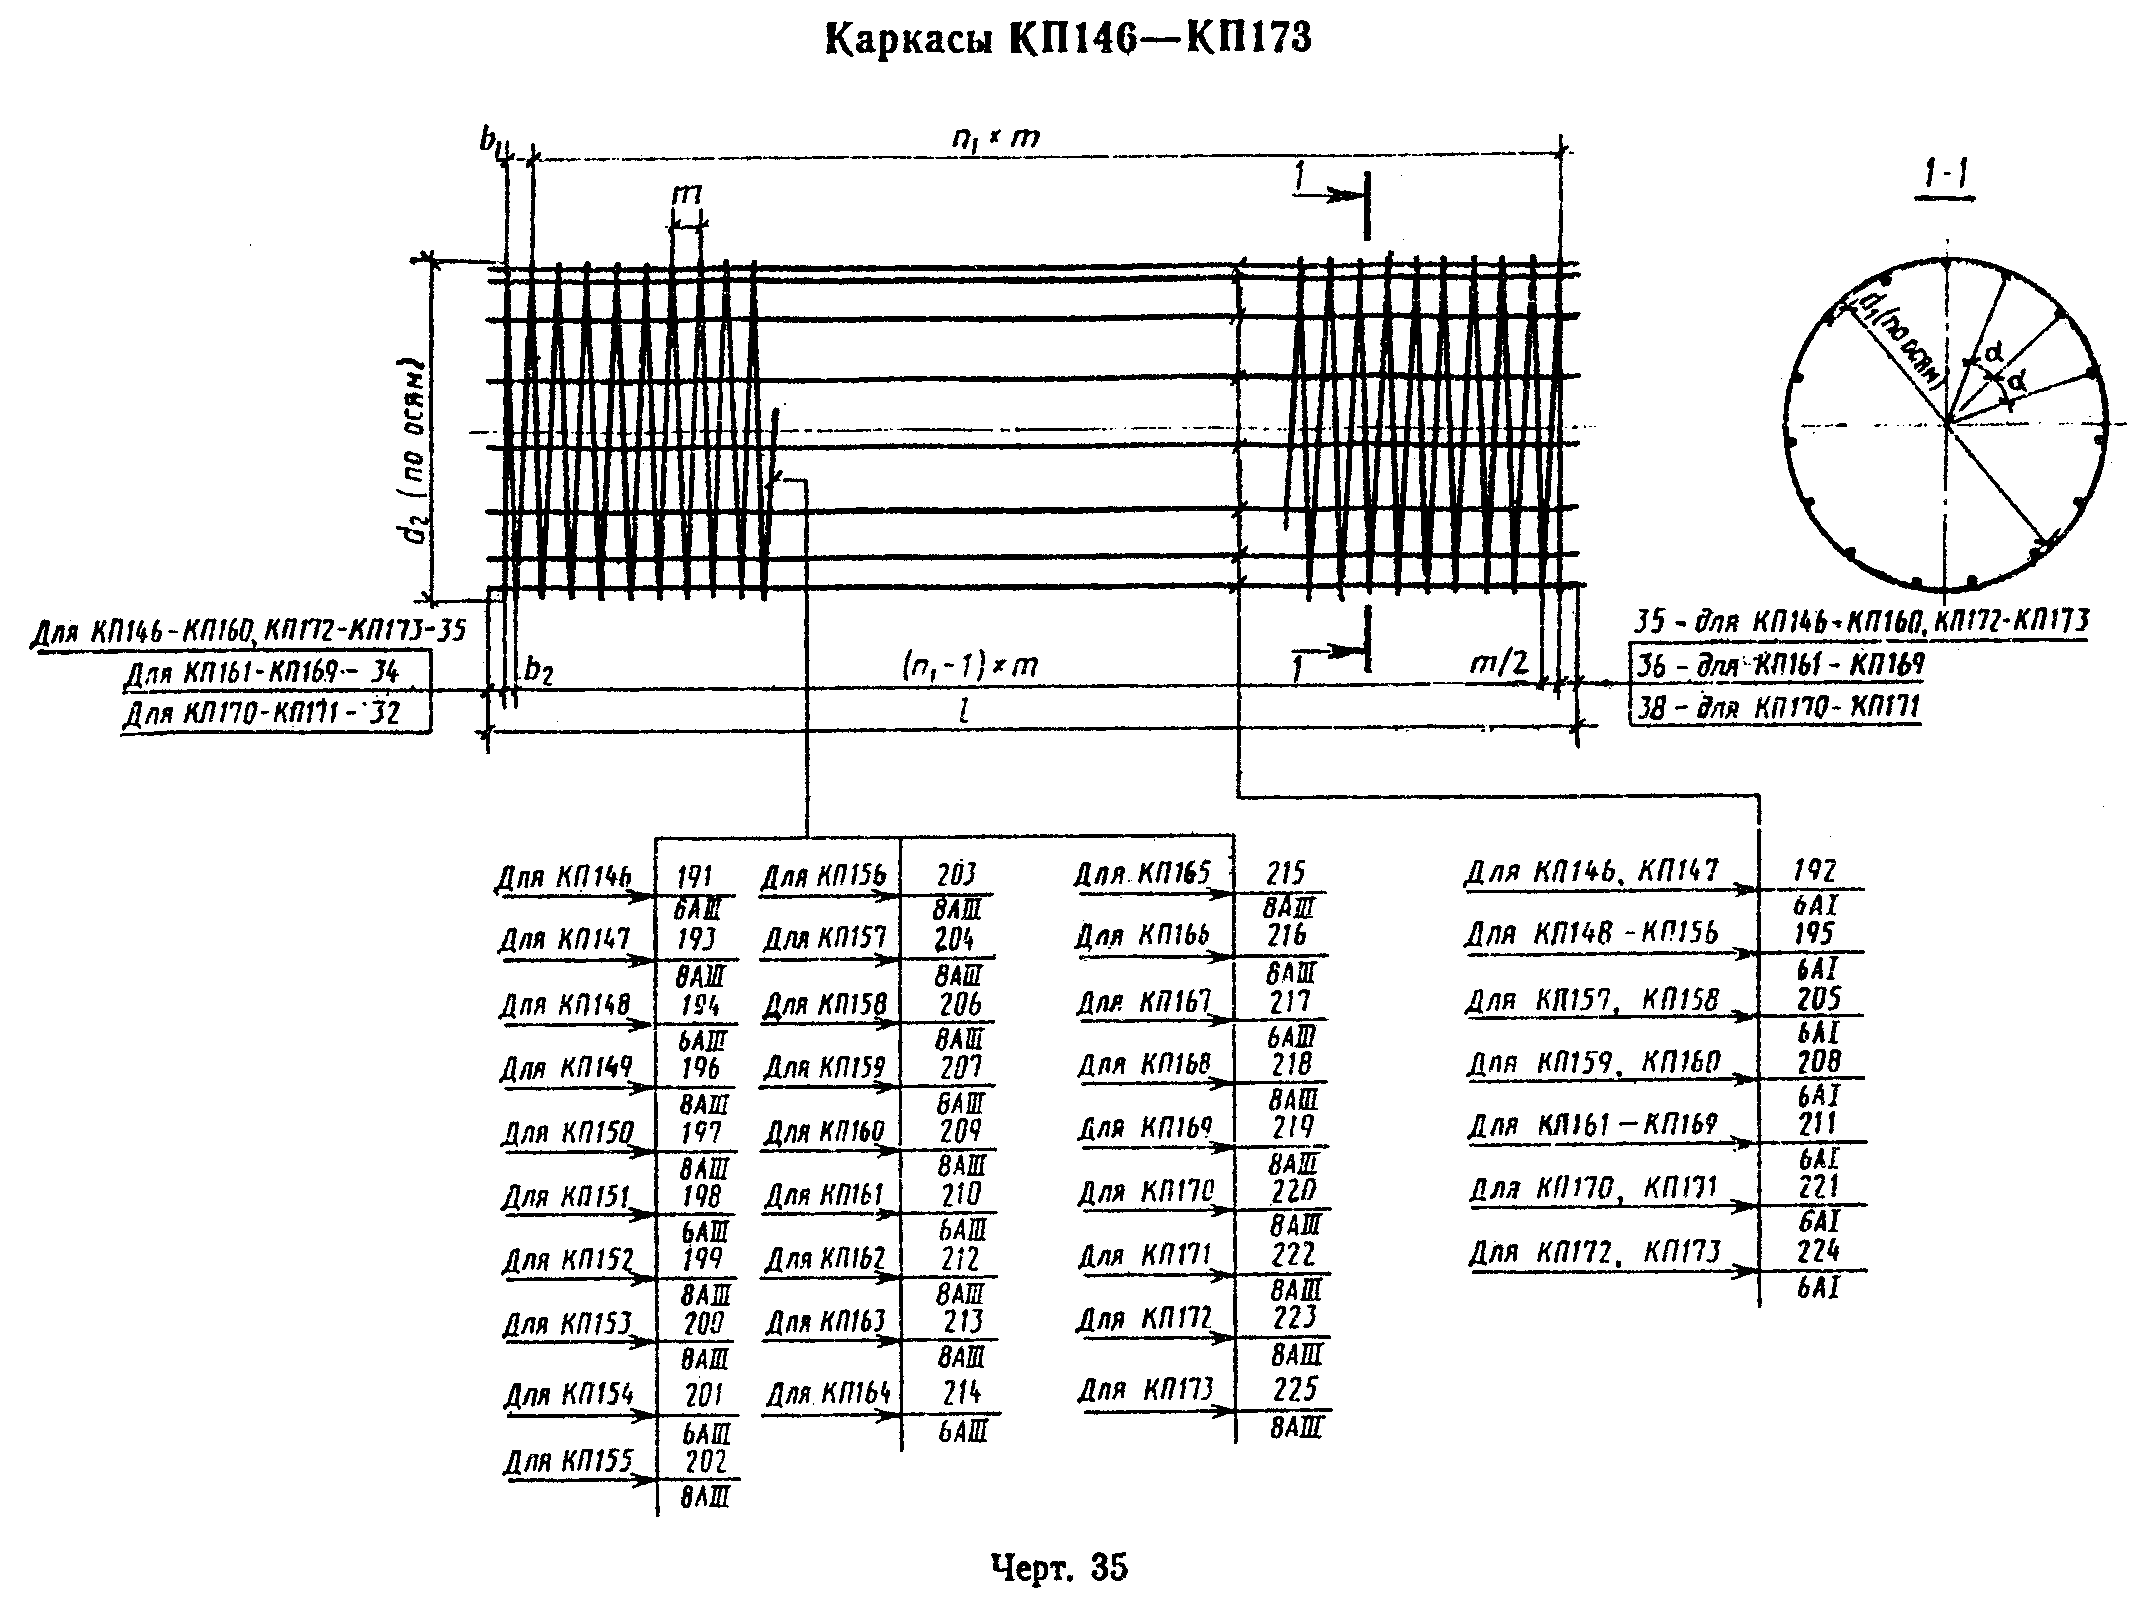 Каркасы КП146—КП173
b₁
n₁ × m
m
1
1-1
d₂ (по осям)
d₁ (по осям)
α
α
Для КП146-КП160, КП172-КП173-35
Для КП161-КП169- 34
Для КП170-КП171- 32
b₂
(n₁-1)×m
l
1
m/2
35 - для КП146-КП160, КП172-КП173
36 - для КП161 - КП169
38 - для КП170- КП171
Для КП146 191
6АIII
Для КП147 193
8АIII
Для КП148 194
6АIII
Для КП149 196
8АIII
Для КП150 197
8АIII
Для КП151 198
6АIII
Для КП152 199
8АIII
Для КП153 200
8АIII
Для КП154 201
6АIII
Для КП155 202
8АIII
Для КП156 203
8АIII
Для КП157 204
8АIII
Для КП158 206
8АIII
Для КП159 207
8АIII
Для КП160 209
8АIII
Для КП161 210
6АIII
Для КП162 212
8АIII
Для КП163 213
8АIII
Для КП164 214
6АIII
Для КП165 215
8АIII
Для КП166 216
8АIII
Для КП167 217
6АIII
Для КП168 218
8АIII
Для КП169 219
8АIII
Для КП170 220
8АIII
Для КП171 222
8АIII
Для КП172 223
8АIII
Для КП173 225
8АIII
Для КП146, КП147 192
6АI
Для КП148 -КП156 195
6АI
Для КП157, КП158 205
6АI
Для КП159, КП160 208
6АI
Для КП161 — КП169 211
6АI
Для КП170, КП171 221
6АI
Для КП172, КП173 224
6АI
Черт. 35